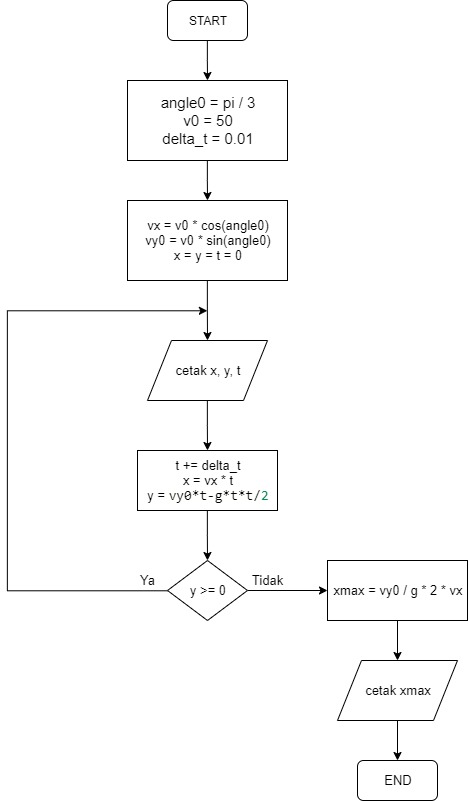 START
angle0 = pi / 3
v0 = 50
delta_t = 0.01
vx = v0 * cos(angle0)
vy0 = v0 * sin(angle0)
x = y = t = 0
cetak x, y, t
t += delta_t
x = vx * t
y = vy0*t-g*t*t/2
Ya
y >= 0
Tidak
xmax = vy0 / g * 2 * vx
cetak xmax
END